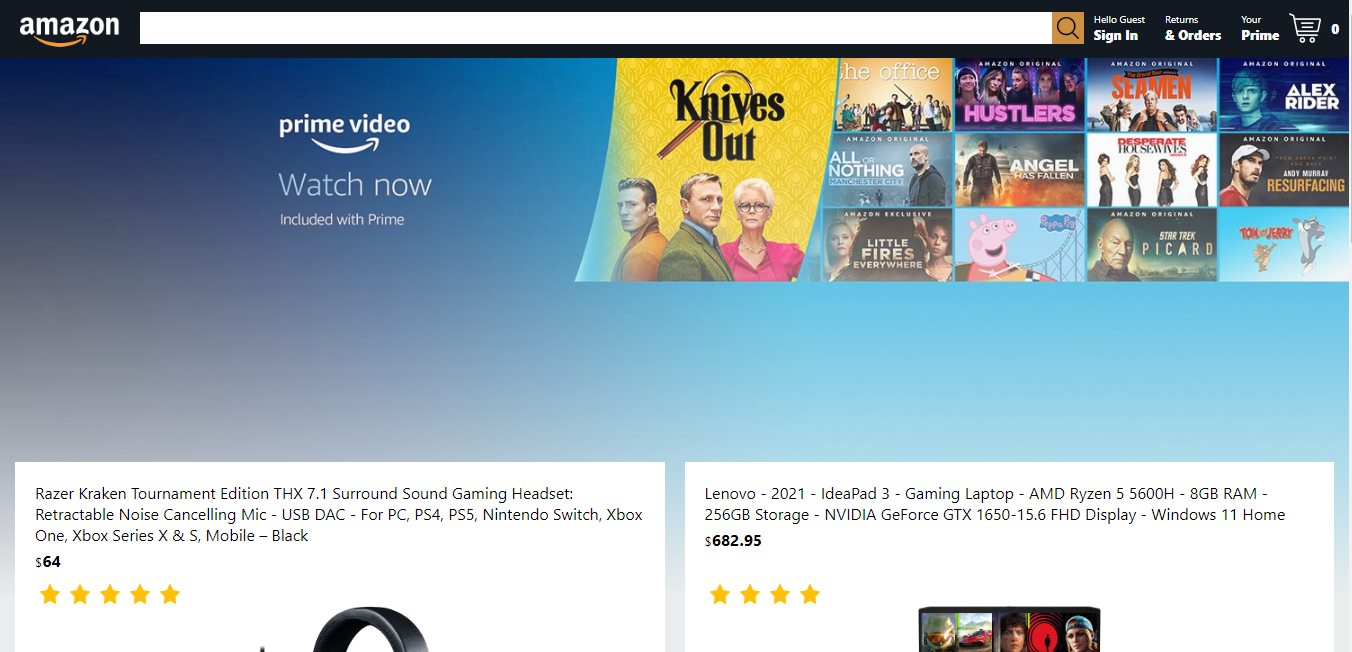 amazon
Hello Guest
Sign In
Returns
& Orders
Your
Prime
0
prime video
Watch now
Included with Prime
Knives
Out
the office
AMAZON ORIGINAL
HUSTLERS
AMAZON ORIGINAL
The Grand Tour
SEAMEN
AMAZON ORIGINAL
ALEX
RIDER
AMAZON ORIGINAL
ALL OR
NOTHING
MANCHESTER CITY
ANGEL
HAS FALLEN
DESPERATE
HOUSEWIVES
AMAZON ORIGINAL
FROM BREAK POINT
AND BACK
ANDY MURRAY
RESURFACING
AMAZON EXCLUSIVE
LITTLE
FIRES
EVERYWHERE
Peppa Pig
AMAZON ORIGINAL
STAR TREK
PICARD
TOM AND JERRY
Razer Kraken Tournament Edition THX 7.1 Surround Sound Gaming Headset:
Retractable Noise Cancelling Mic - USB DAC - For PC, PS4, PS5, Nintendo Switch, Xbox
One, Xbox Series X & S, Mobile – Black
$64
Lenovo - 2021 - IdeaPad 3 - Gaming Laptop - AMD Ryzen 5 5600H - 8GB RAM -
256GB Storage - NVIDIA GeForce GTX 1650-15.6 FHD Display - Windows 11 Home
$682.95